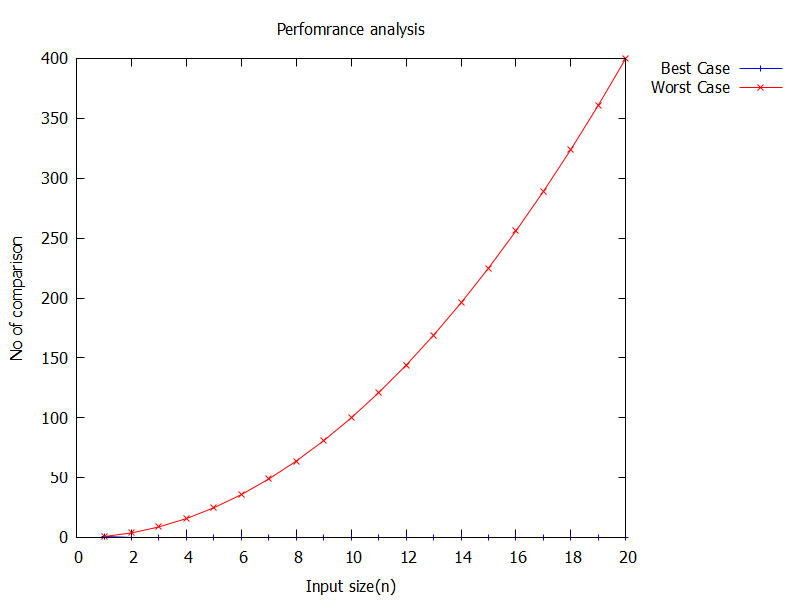 Perfomrance analysis
400
350
300
250
200
150
100
50
0
No of comparison
0 2 4 6 8 10 12 14 16 18 20
Input size(n)
Best Case
Worst Case